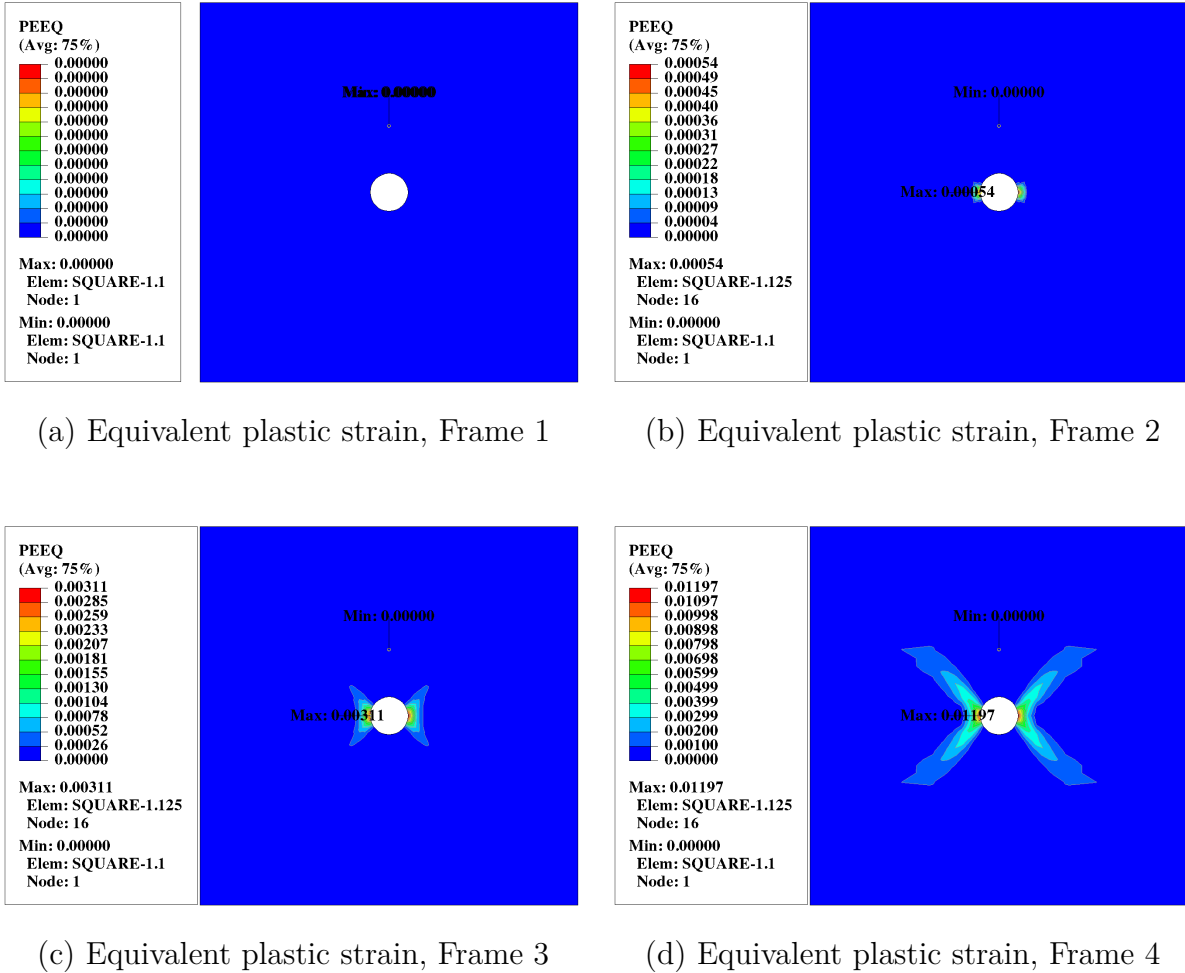 PEEQ
(Avg: 75%)
0.00000
0.00000
0.00000
0.00000
0.00000
0.00000
0.00000
0.00000
0.00000
0.00000
0.00000
0.00000
0.00000
Max: 0.00000
Elem: SQUARE-1.1
Node: 1
Min: 0.00000
Elem: SQUARE-1.1
Node: 1
Min: 0.00000
(a) Equivalent plastic strain, Frame 1
PEEQ
(Avg: 75%)
0.00054
0.00049
0.00045
0.00040
0.00036
0.00031
0.00027
0.00022
0.00018
0.00013
0.00009
0.00004
0.00000
Max: 0.00054
Elem: SQUARE-1.125
Node: 16
Min: 0.00000
Elem: SQUARE-1.1
Node: 1
Min: 0.00000
Max: 0.00054
(b) Equivalent plastic strain, Frame 2
PEEQ
(Avg: 75%)
0.00311
0.00285
0.00259
0.00233
0.00207
0.00181
0.00155
0.00130
0.00104
0.00078
0.00052
0.00026
0.00000
Max: 0.00311
Elem: SQUARE-1.125
Node: 16
Min: 0.00000
Elem: SQUARE-1.1
Node: 1
Min: 0.00000
Max: 0.00311
(c) Equivalent plastic strain, Frame 3
PEEQ
(Avg: 75%)
0.01197
0.01097
0.00998
0.00898
0.00798
0.00698
0.00599
0.00499
0.00399
0.00299
0.00200
0.00100
0.00000
Max: 0.01197
Elem: SQUARE-1.125
Node: 16
Min: 0.00000
Elem: SQUARE-1.1
Node: 1
Min: 0.00000
Max: 0.01197
(d) Equivalent plastic strain, Frame 4